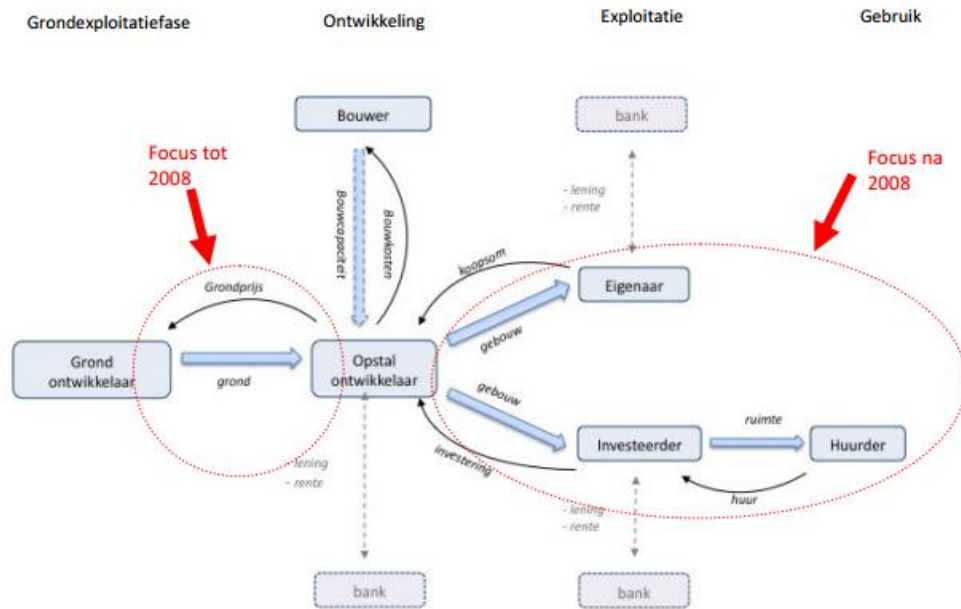 Grondexploitatiefase
Ontwikkeling
Exploitatie
Gebruik
Bouwer
bank
Focus tot
2008
Focus na
2008
Bouwcapaciteit
Bouwkosten
- lening
- rente
koopsom
Grondprijs
Eigenaar
gebouw
Grond
ontwikkelaar
grond
Opstal
ontwikkelaar
gebouw
ruimte
investering
Investeerder
Huurder
- lening
- rente
huur
- lening
- rente
bank
bank